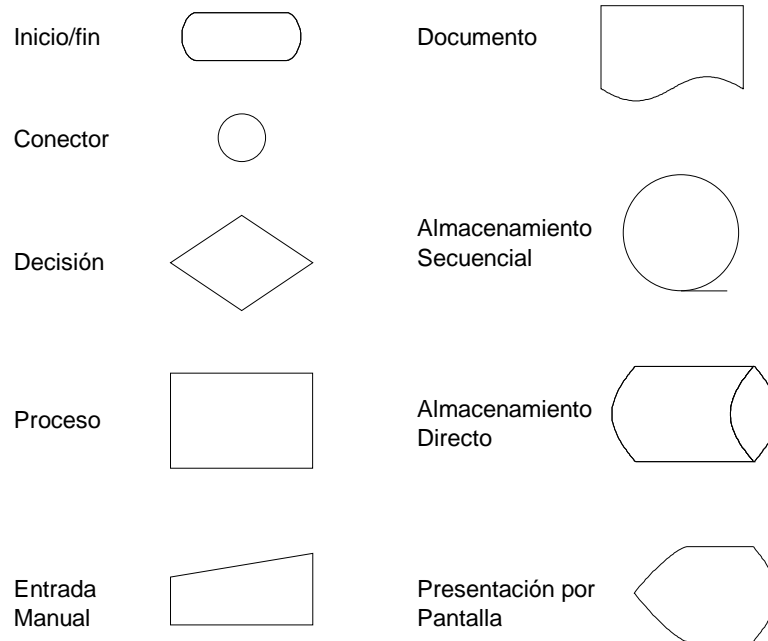 Inicio/fin
Documento
Conector
Decisión
Almacenamiento
Secuencial
Proceso
Almacenamiento
Directo
Entrada
Manual
Presentación por
Pantalla